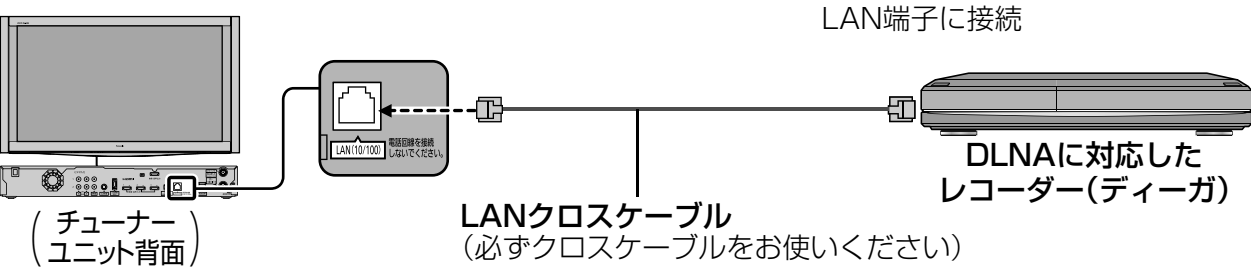 LAN端子に接続
LAN(10/100)
電話回線を接続
しないでください。
DLNAに対応した
レコーダー(ディーガ)
LANクロスケーブル
(必ずクロスケーブルをお使いください)
チューナー
ユニット背面